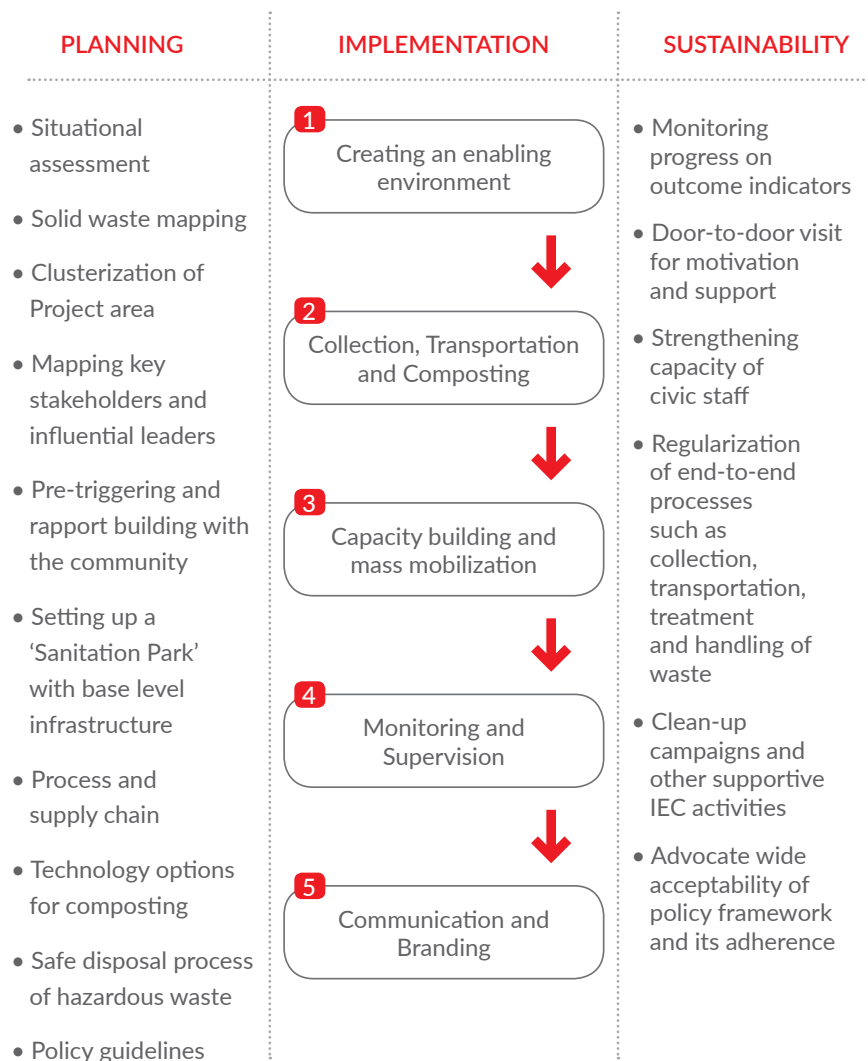 PLANNING
• Situational
assessment
• Solid waste mapping
• Clusterization of
Project area
• Mapping key
stakeholders and
influential leaders
• Pre-triggering and
rapport building with
the community
• Setting up a
‘Sanitation Park’
with base level
infrastructure
• Process and
supply chain
• Technology options
for composting
• Safe disposal process
of hazardous waste
• Policy guidelines
IMPLEMENTATION
1
Creating an enabling
environment
2
Collection, Transportation
and Composting
3
Capacity building and
mass mobilization
4
Monitoring and
Supervision
5
Communication and
Branding
SUSTAINABILITY
• Monitoring
progress on
outcome indicators
• Door-to-door visit
for motivation
and support
• Strengthening
capacity of
civic staff
• Regularization
of end-to-end
processes
such as
collection,
transportation,
treatment
and handling of
waste
• Clean-up
campaigns and
other supportive
IEC activities
• Advocate wide
acceptability of
policy framework
and its adherence